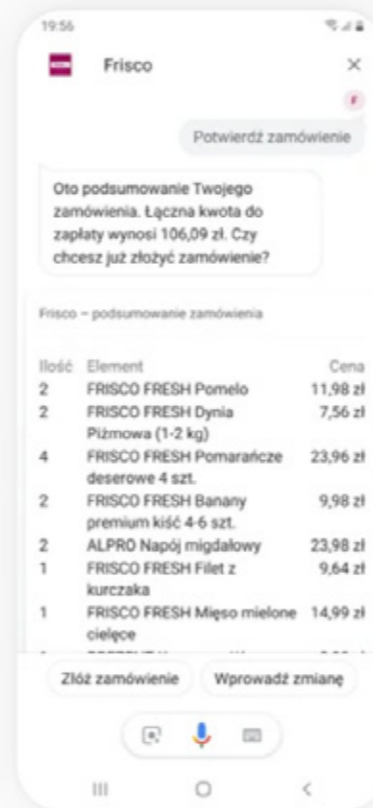 19:56
Frisco
F
Potwierdź zamówienie
Oto podsumowanie Twojego
zamówienia. Łączna kwota do
zapłaty wynosi 106,09 zł. Czy
chcesz już złożyć zamówienie?
Frisco – podsumowanie zamówienia
Ilość Element Cena
2 FRISCO FRESH Pomelo 11,98 zł
2 FRISCO FRESH Dynia 7,56 zł
Piżmowa (1-2 kg)
4 FRISCO FRESH Pomarańcze 23,96 zł
deserowe 4 szt.
2 FRISCO FRESH Banany 9,98 zł
premium kiść 4-6 szt.
2 ALPRO Napój migdałowy 23,98 zł
1 FRISCO FRESH Filet z 9,64 zł
kurczaka
1 FRISCO FRESH Mięso mielone 14,99 zł
cielęce
Złóż zamówienie Wprowadź zmianę